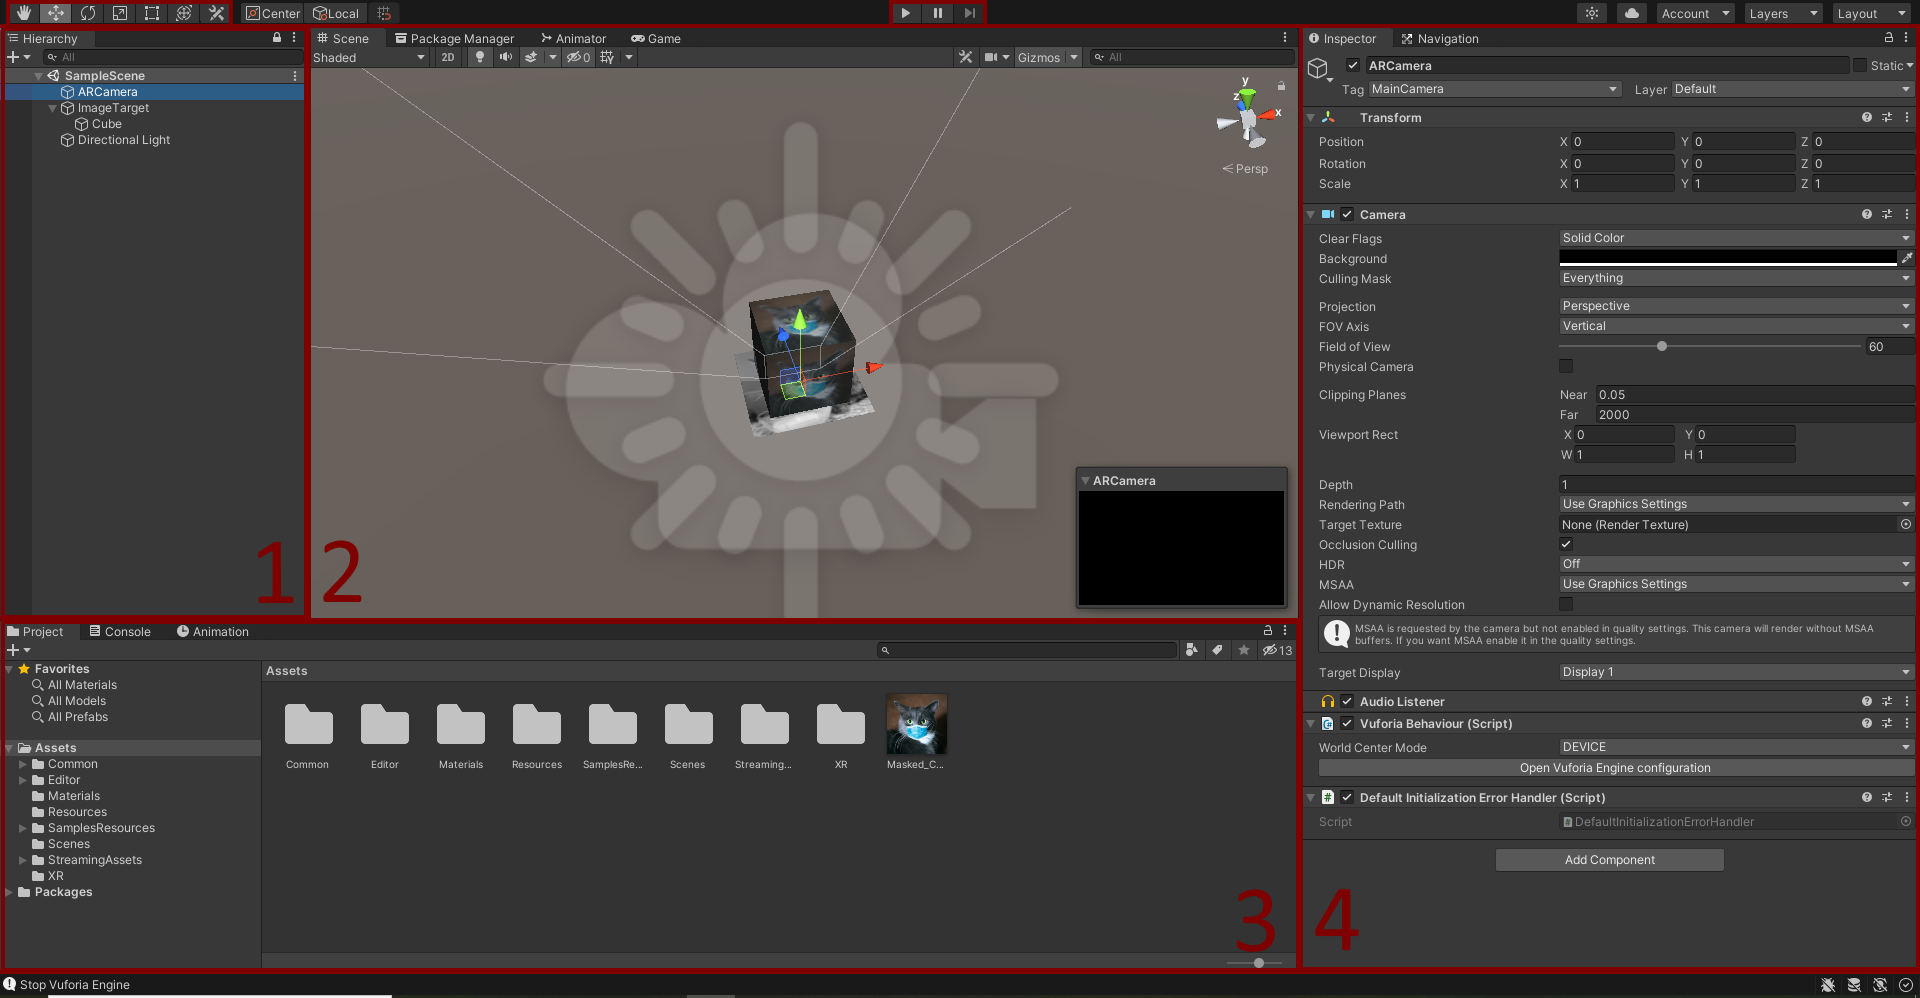 Center Local Account Layers Layout
Hierarchy
All
SampleScene
ARCamera
ImageTarget
Cube
Directional Light
1
Scene Package Manager Animator Game
Shaded 2D 0 Gizmos All
y
z
x
Persp
ARCamera
2
Project Console Animation
13
Favorites
All Materials
All Models
All Prefabs
Assets
Common
Editor
Materials
Resources
SamplesResources
Scenes
StreamingAssets
XR
Packages
Assets
Common Editor Materials Resources SamplesRe... Scenes Streaming... XR Masked_C...
3
Inspector Navigation
ARCamera Static
Tag MainCamera Layer Default
Transform
Position X 0 Y 0 Z 0
Rotation X 0 Y 0 Z 0
Scale X 1 Y 1 Z 1
Camera
Clear Flags Solid Color
Background
Culling Mask Everything
Projection Perspective
FOV Axis Vertical
Field of View 60
Physical Camera
Clipping Planes Near 0.05
Far 2000
Viewport Rect X 0 Y 0
W 1 H 1
Depth 1
Rendering Path Use Graphics Settings
Target Texture None (Render Texture)
Occlusion Culling
HDR Off
MSAA Use Graphics Settings
Allow Dynamic Resolution
MSAA is requested by the camera but not enabled in quality settings. This camera will render without MSAA
buffers. If you want MSAA enable it in the quality settings.
Target Display Display 1
Audio Listener
Vuforia Behaviour (Script)
World Center Mode DEVICE
Open Vuforia Engine configuration
Default Initialization Error Handler (Script)
Script DefaultInitializationErrorHandler
Add Component
4
Stop Vuforia Engine